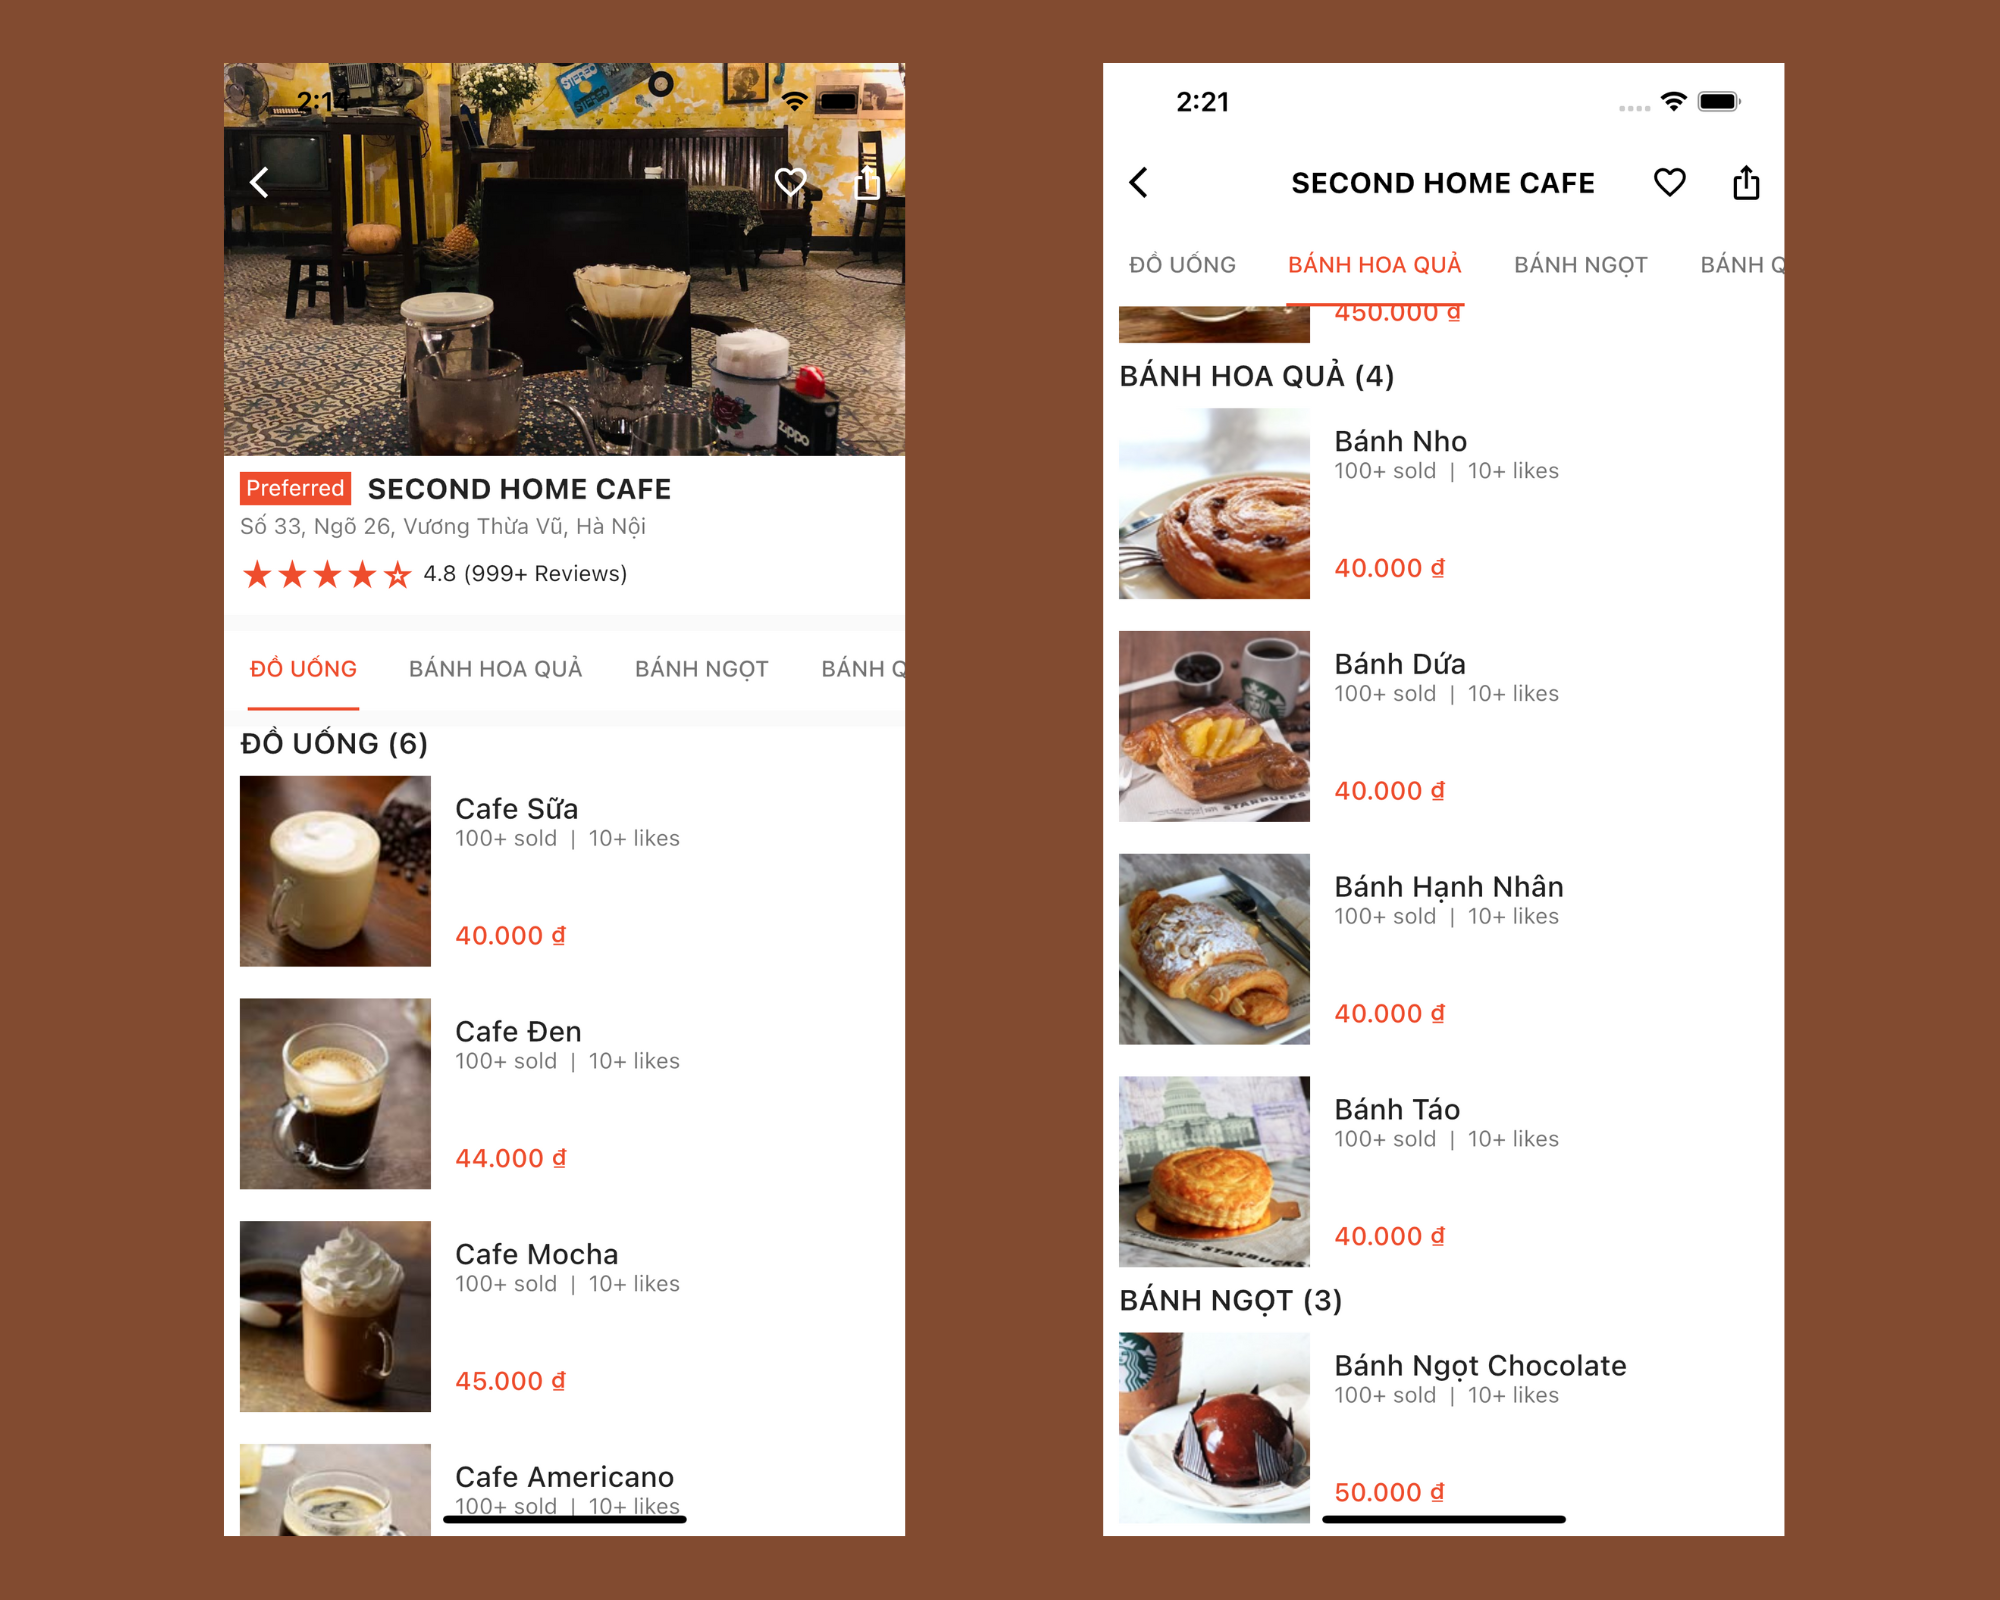 STEREO
STEREO
zippo
2:14
Preferred SECOND HOME CAFE
Số 33, Ngõ 26, Vương Thừa Vũ, Hà Nội
4.8 (999+ Reviews)
ĐỒ UỐNG BÁNH HOA QUẢ BÁNH NGỌT BÁNH Q
ĐỒ UỐNG (6)
Cafe Sữa
100+ sold | 10+ likes
40.000 ₫
Cafe Đen
100+ sold | 10+ likes
44.000 ₫
Cafe Mocha
100+ sold | 10+ likes
45.000 ₫
Cafe Americano
100+ sold | 10+ likes
2:21
SECOND HOME CAFE
ĐỒ UỐNG BÁNH HOA QUẢ BÁNH NGỌT BÁNH Q
450.000 ₫
BÁNH HOA QUẢ (4)
Bánh Nho
100+ sold | 10+ likes
40.000 ₫
Bánh Dứa
100+ sold | 10+ likes
40.000 ₫
STARBUCKS
Bánh Hạnh Nhân
100+ sold | 10+ likes
40.000 ₫
Bánh Táo
100+ sold | 10+ likes
40.000 ₫
STARBUCKS
BÁNH NGỌT (3)
Bánh Ngọt Chocolate
100+ sold | 10+ likes
50.000 ₫